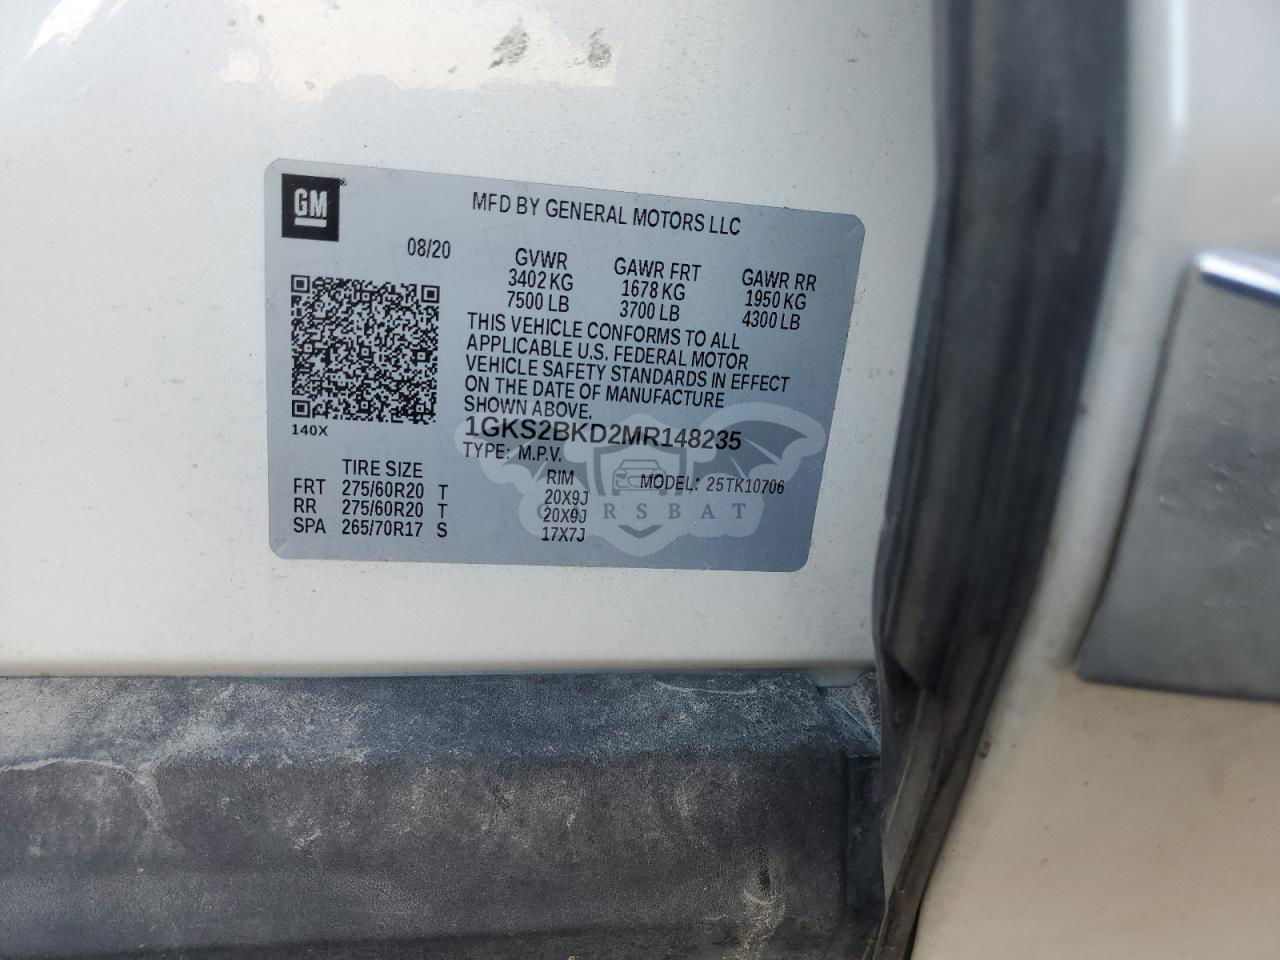 GM
MFD BY GENERAL MOTORS LLC
08/20
GVWR GAWR FRT GAWR RR
3402 KG 1678 KG 1950 KG
7500 LB 3700 LB 4300 LB
THIS VEHICLE CONFORMS TO ALL
APPLICABLE U.S. FEDERAL MOTOR
VEHICLE SAFETY STANDARDS IN EFFECT
ON THE DATE OF MANUFACTURE
SHOWN ABOVE.
140X
1GKS2BKD2MR148235
TYPE: M.P.V.
MODEL: 25TK10706
TIRE SIZE RIM
FRT 275/60R20 T 20X9J
RR 275/60R20 T 20X9J
SPA 265/70R17 S 17X7J
CARSBAT